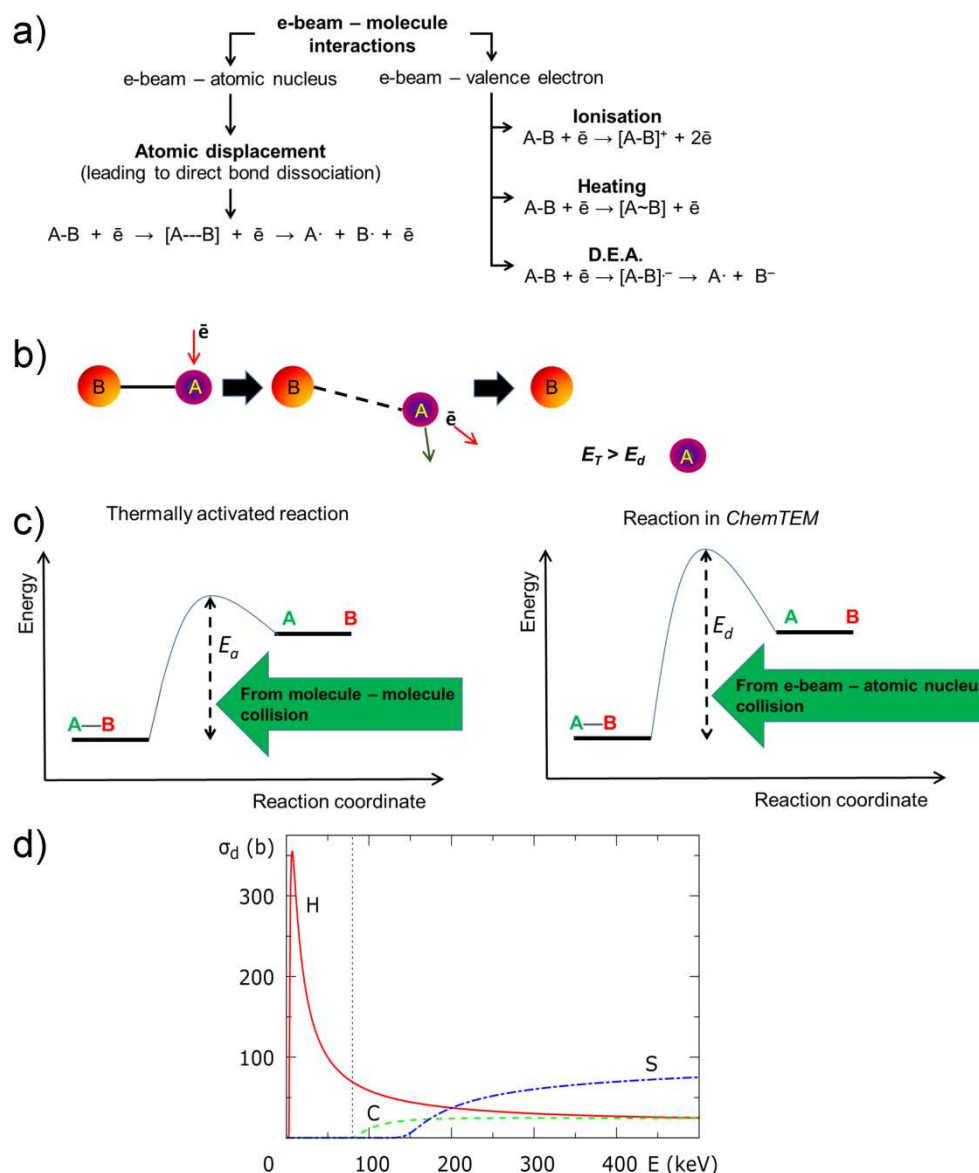 a)
e-beam – molecule
interactions
e-beam – atomic nucleus
e-beam – valence electron
Atomic displacement
(leading to direct bond dissociation)
A-B + ē → [A---B] + ē → A· + B· + ē
Ionisation
A-B + ē → [A-B]⁺ + 2ē
Heating
A-B + ē → [A~B] + ē
D.E.A.
A-B + ē → [A-B]·⁻ → A· + B⁻
b)
ē
B A
B A ē
B
E_T > E_d A
c)
Thermally activated reaction
Energy
A B
E_a
From molecule – molecule
collision
A—B
Reaction coordinate
Reaction in ChemTEM
Energy
A B
E_d
From e-beam – atomic nucleu
collision
A—B
Reaction coordinate
d)
σ_d (b)
300
200
100
H
C
S
0 100 200 300 400 E (keV)